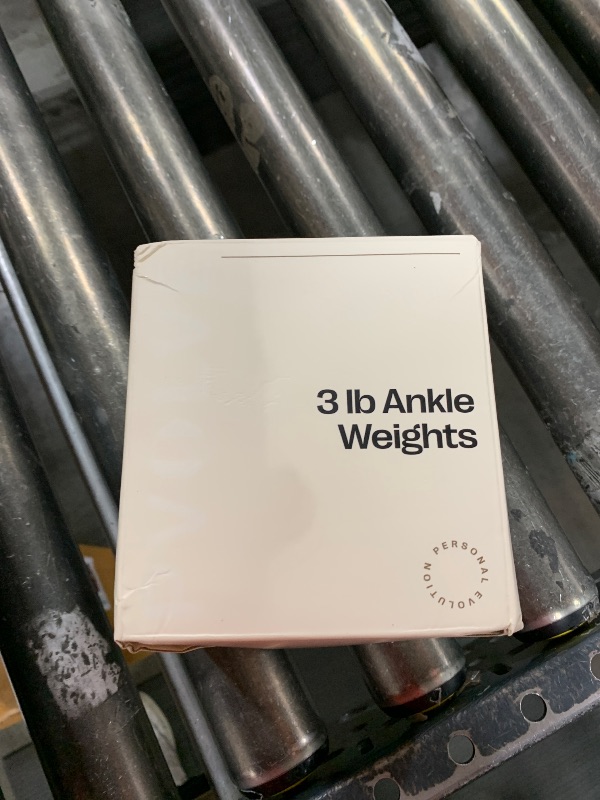 3 lb Ankle
Weights
PERSONAL EVOLUTION